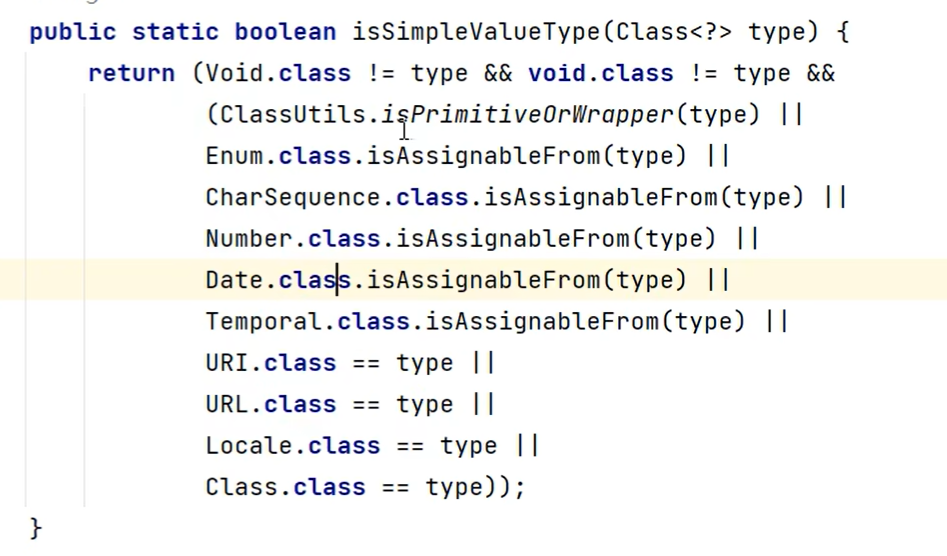 public static boolean isSimpleValueType(Class<?> type) {
    return (Void.class != type && void.class != type &&
            (ClassUtils.isPrimitiveOrWrapper(type) ||
            Enum.class.isAssignableFrom(type) ||
            CharSequence.class.isAssignableFrom(type) ||
            Number.class.isAssignableFrom(type) ||
            Date.class.isAssignableFrom(type) ||
            Temporal.class.isAssignableFrom(type) ||
            URI.class == type ||
            URL.class == type ||
            Locale.class == type ||
            Class.class == type));
}